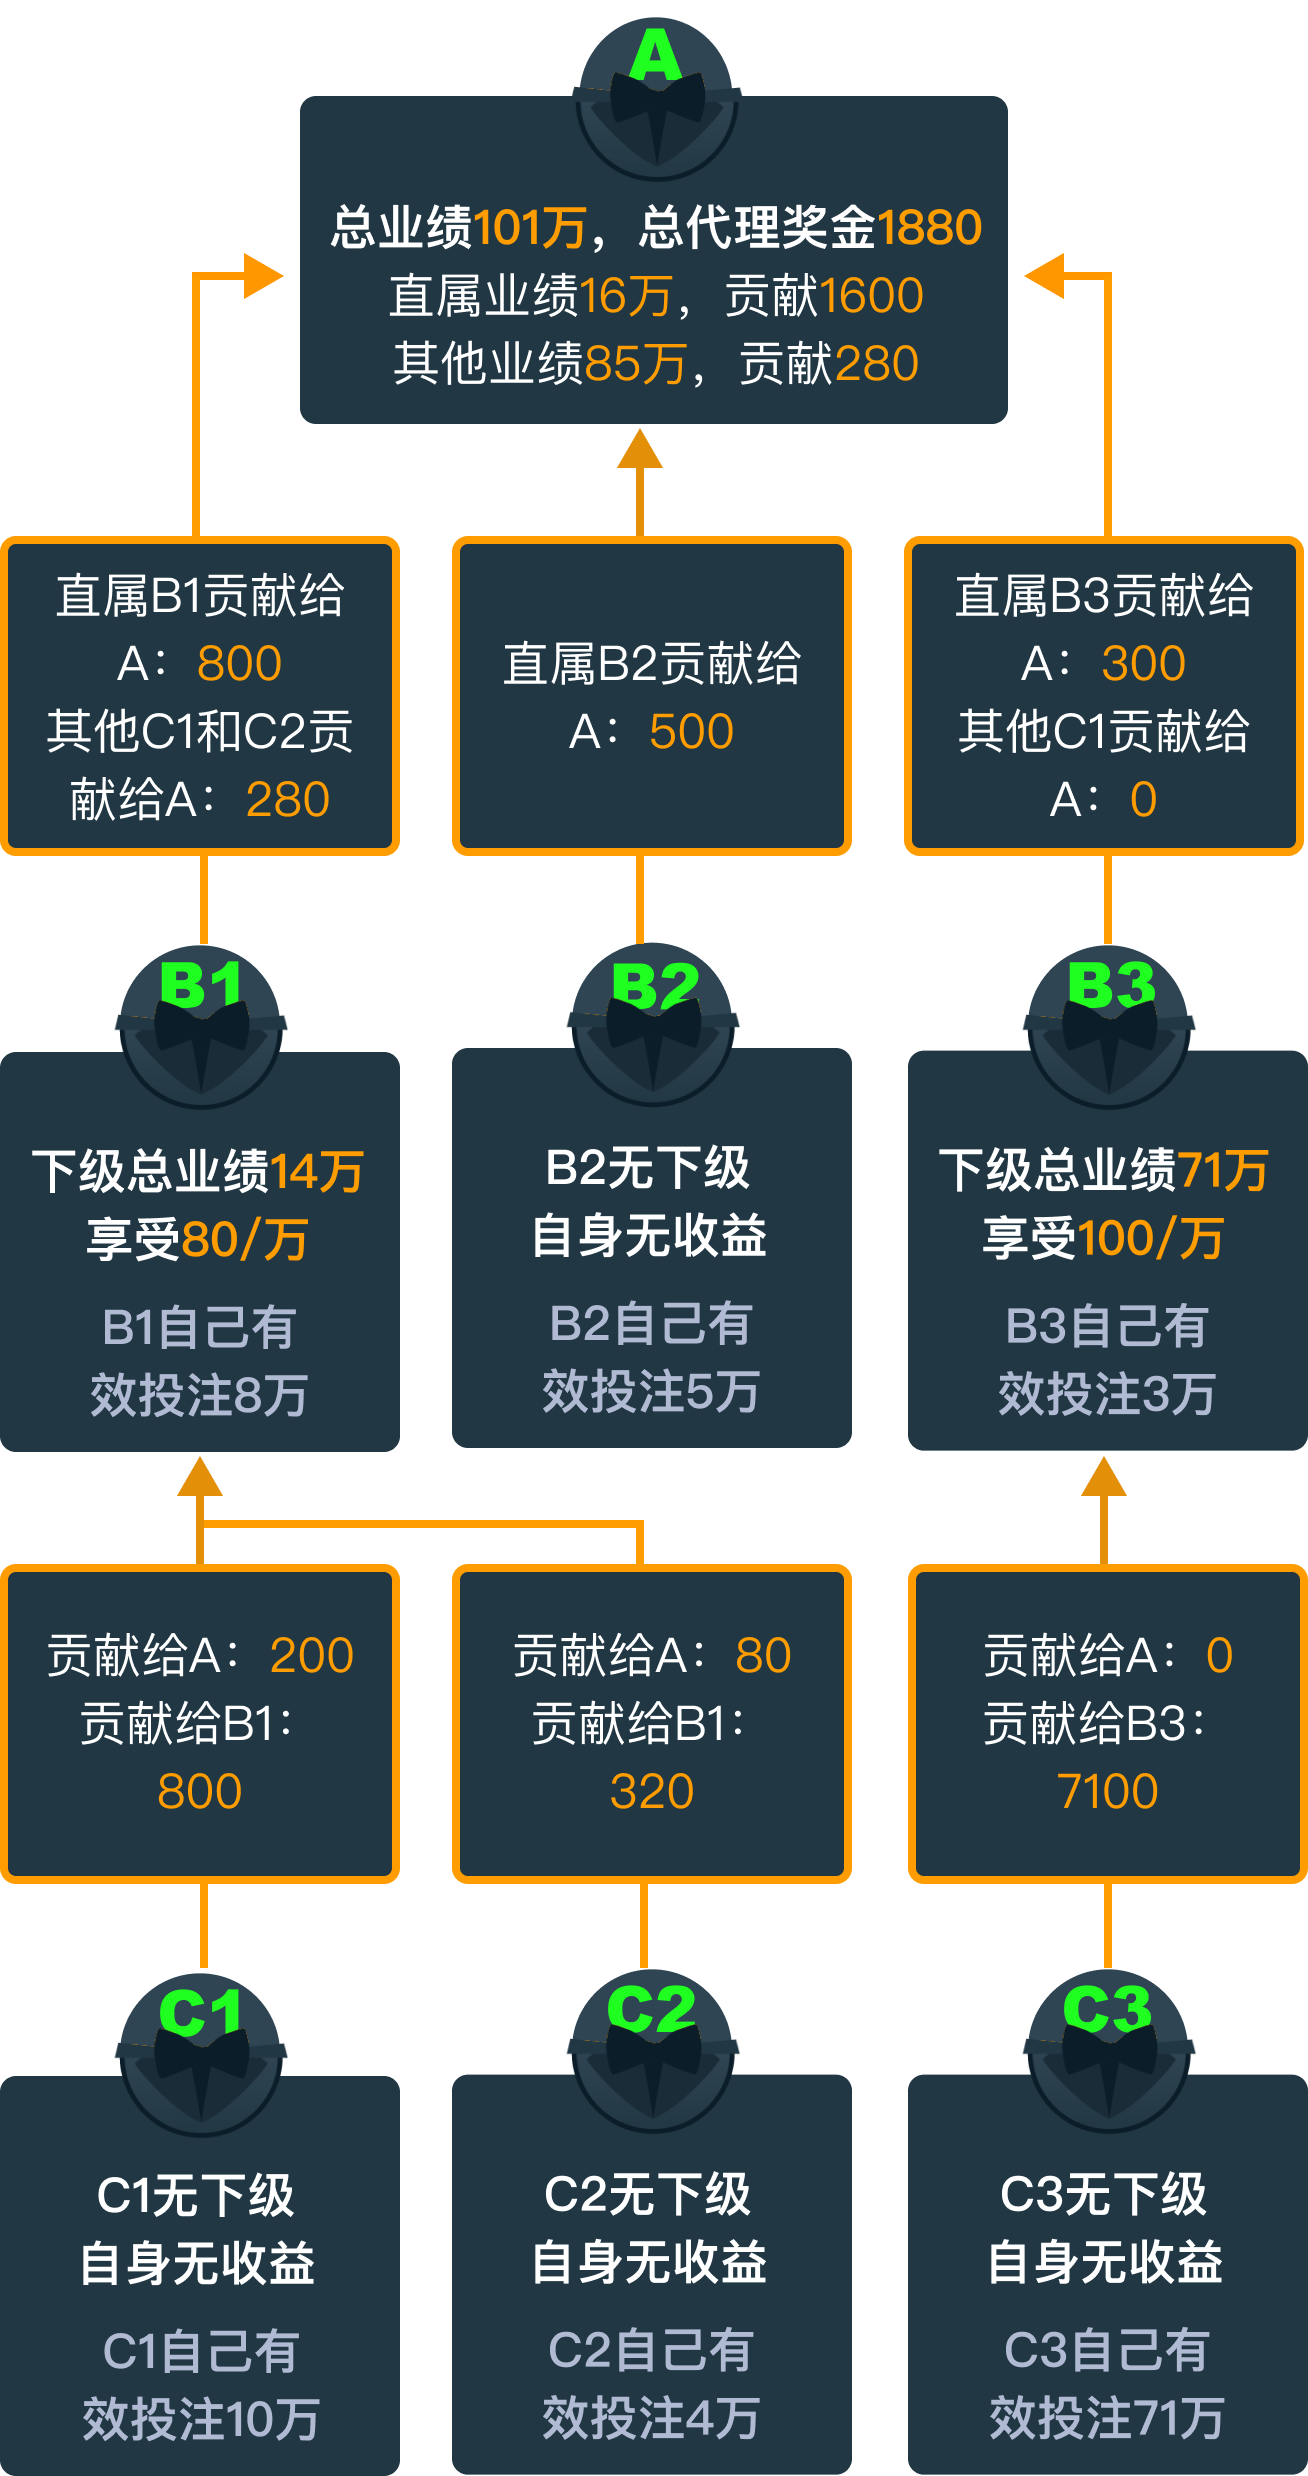 A
总业绩101万，总代理奖金1880
直属业绩16万，贡献1600
其他业绩85万，贡献280
直属B1贡献给
A：800
其他C1和C2贡
献给A：280
直属B2贡献给
A：500
直属B3贡献给
A：300
其他C1贡献给
A：0
B1
下级总业绩14万
享受80/万
B1自己有
效投注8万
B2
B2无下级
自身无收益
B2自己有
效投注5万
B3
下级总业绩71万
享受100/万
B3自己有
效投注3万
贡献给A：200
贡献给B1：
800
贡献给A：80
贡献给B1：
320
贡献给A：0
贡献给B3：
7100
C1
C1无下级
自身无收益
C1自己有
效投注10万
C2
C2无下级
自身无收益
C2自己有
效投注4万
C3
C3无下级
自身无收益
C3自己有
效投注71万